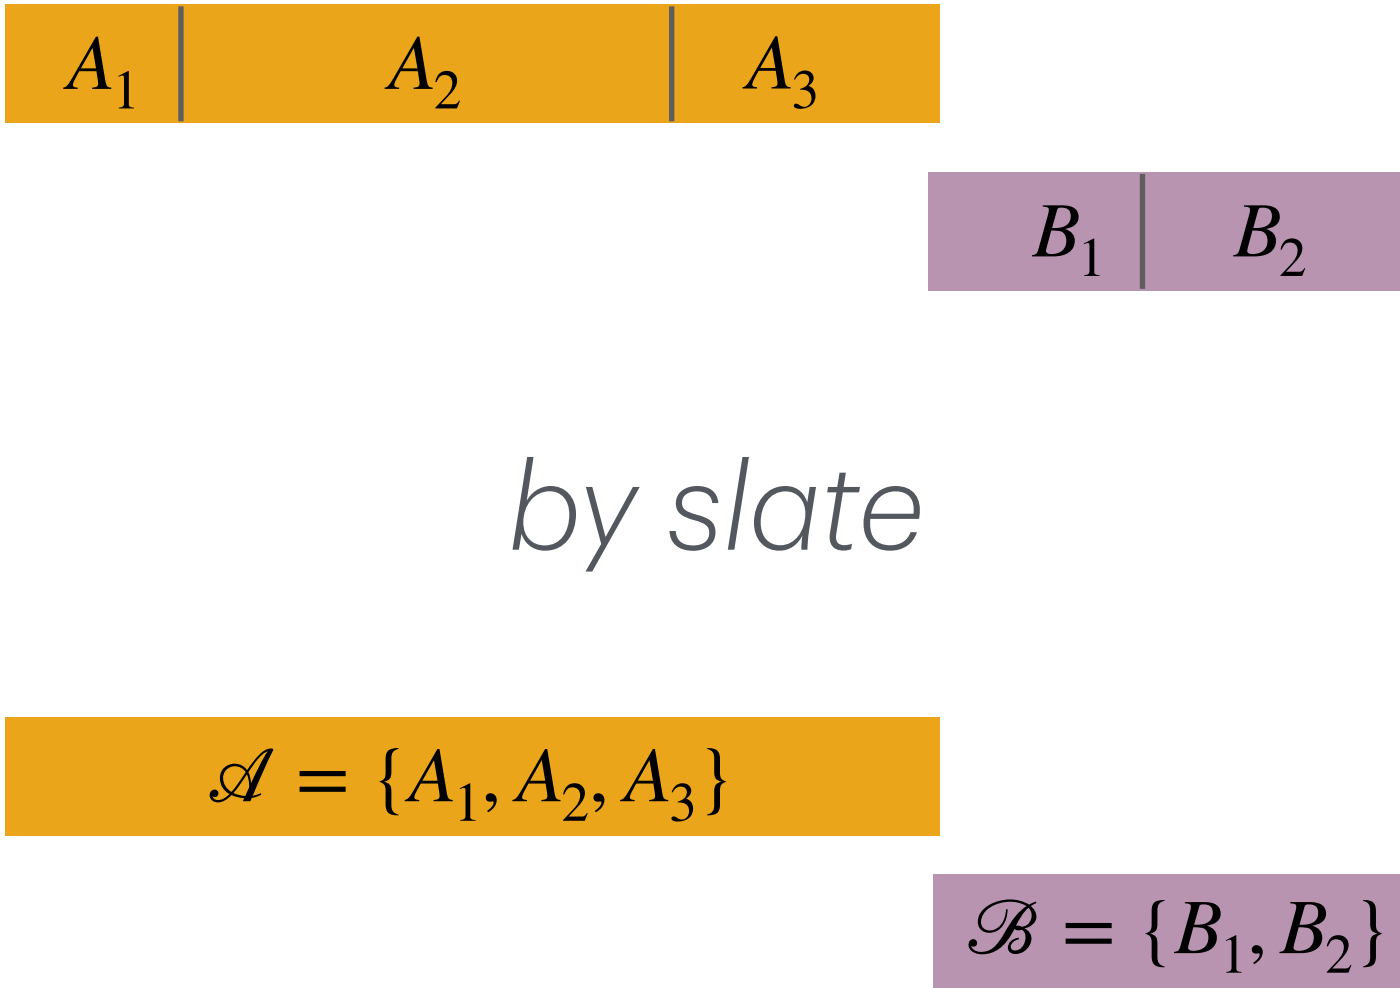 A₁ A₂ A₃
B₁ B₂
by slate
𝒜 = {A₁, A₂, A₃}
ℬ = {B₁, B₂}